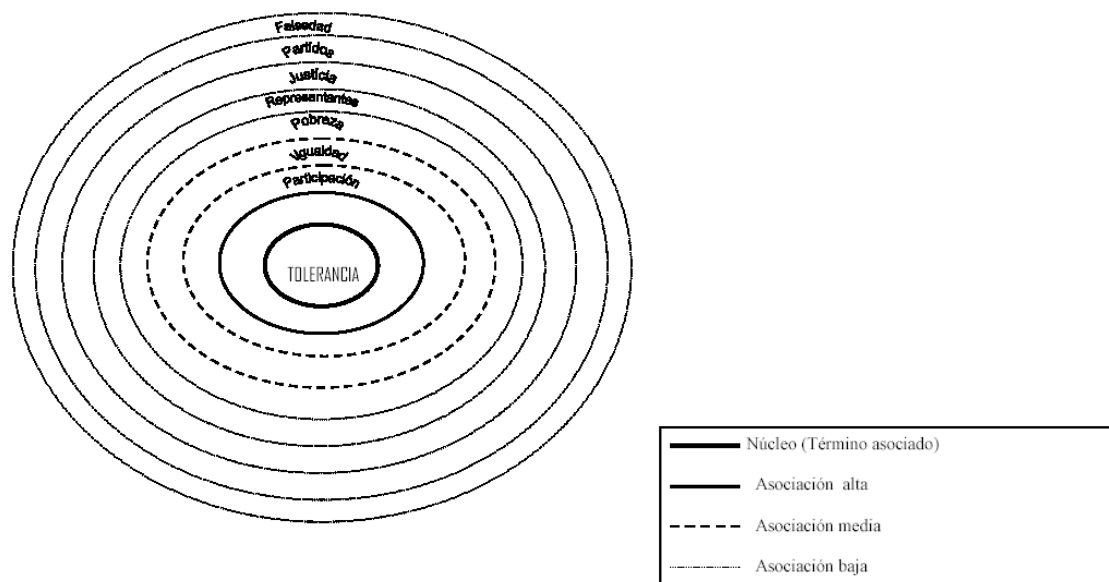 Falsedad
Partidos
Justicia
Representantes
Pobreza
Igualdad
Participación
TOLERANCIA
Núcleo (Término asociado)
Asociación alta
Asociación media
Asociación baja